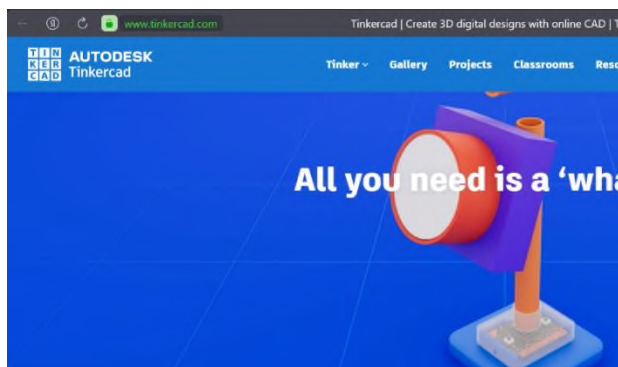 www.tinkercad.com Tinkercad | Create 3D digital designs with online CAD | T
TIN
KER
CAD
AUTODESK
Tinkercad
Tinker Gallery Projects Classrooms Reso
All you need is a ‘wha